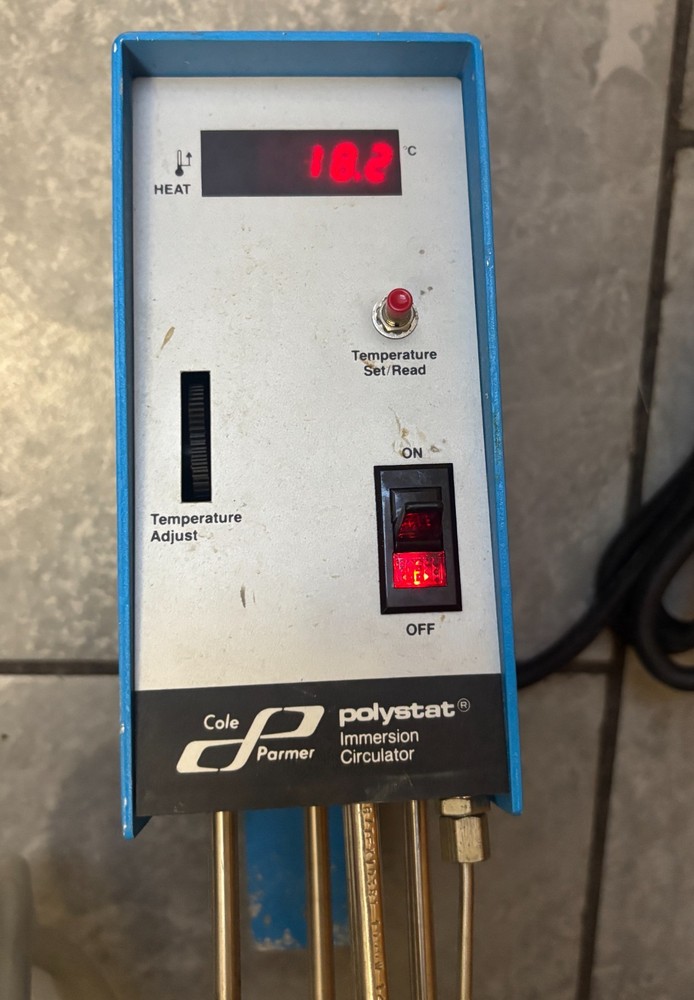 18.2 °C
HEAT
Temperature
Set/Read
ON
Temperature
Adjust
OFF
Cole
Parmer
polystat®
Immersion
Circulator